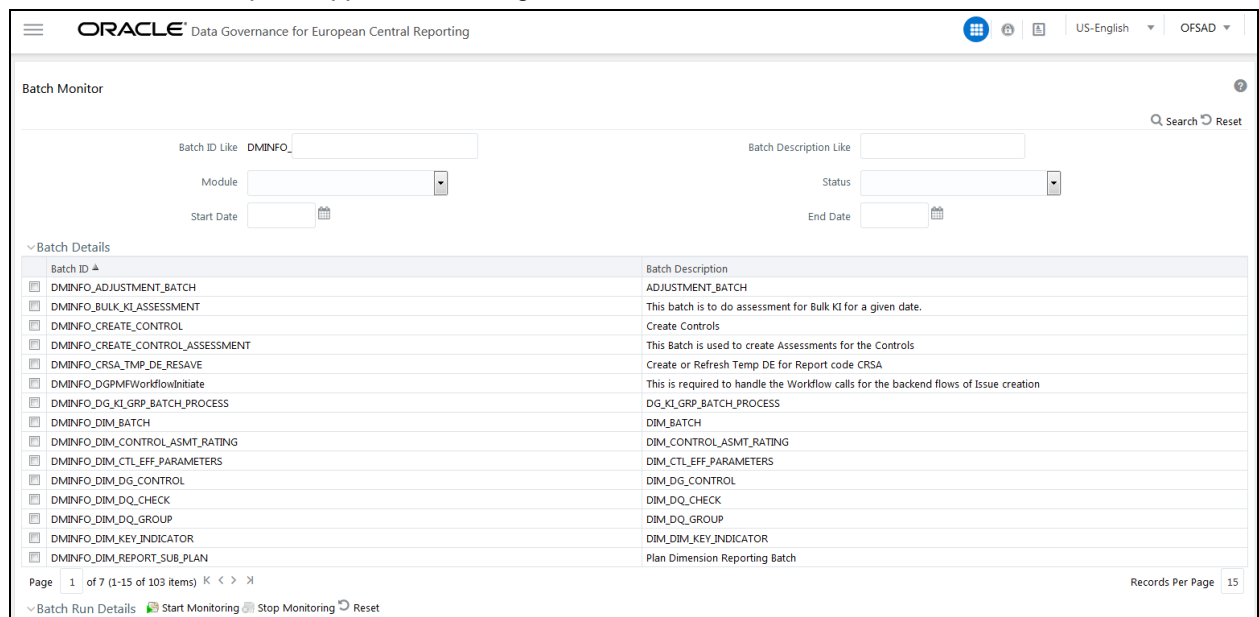 ORACLE® Data Governance for European Central Reporting US-English OFSAD
Batch Monitor
Search Reset
Batch ID Like DMINFO_ Batch Description Like
Module Status
Start Date End Date
Batch Details
Batch ID Batch Description
DMINFO_ADJUSTMENT_BATCH ADJUSTMENT_BATCH
DMINFO_BULK_KI_ASSESSMENT This batch is to do assessment for Bulk KI for a given date.
DMINFO_CREATE_CONTROL Create Controls
DMINFO_CREATE_CONTROL_ASSESSMENT This Batch is used to create Assessments for the Controls
DMINFO_CRSA_TMP_DE_RESAVE Create or Refresh Temp DE for Report code CRSA
DMINFO_DGPMFWorkflowInitiate This is required to handle the Workflow calls for the backend flows of Issue creation
DMINFO_DG_KI_GRP_BATCH_PROCESS DG_KI_GRP_BATCH_PROCESS
DMINFO_DIM_BATCH DIM_BATCH
DMINFO_DIM_CONTROL_ASMT_RATING DIM_CONTROL_ASMT_RATING
DMINFO_DIM_CTL_EFF_PARAMETERS DIM_CTL_EFF_PARAMETERS
DMINFO_DIM_DG_CONTROL DIM_DG_CONTROL
DMINFO_DIM_DQ_CHECK DIM_DQ_CHECK
DMINFO_DIM_DQ_GROUP DIM_DQ_GROUP
DMINFO_DIM_KEY_INDICATOR DIM_DIM_KEY_INDICATOR
DMINFO_DIM_REPORT_SUB_PLAN Plan Dimension Reporting Batch
Page 1 of 7 (1-15 of 103 items) Records Per Page 15
Batch Run Details Start Monitoring Stop Monitoring Reset